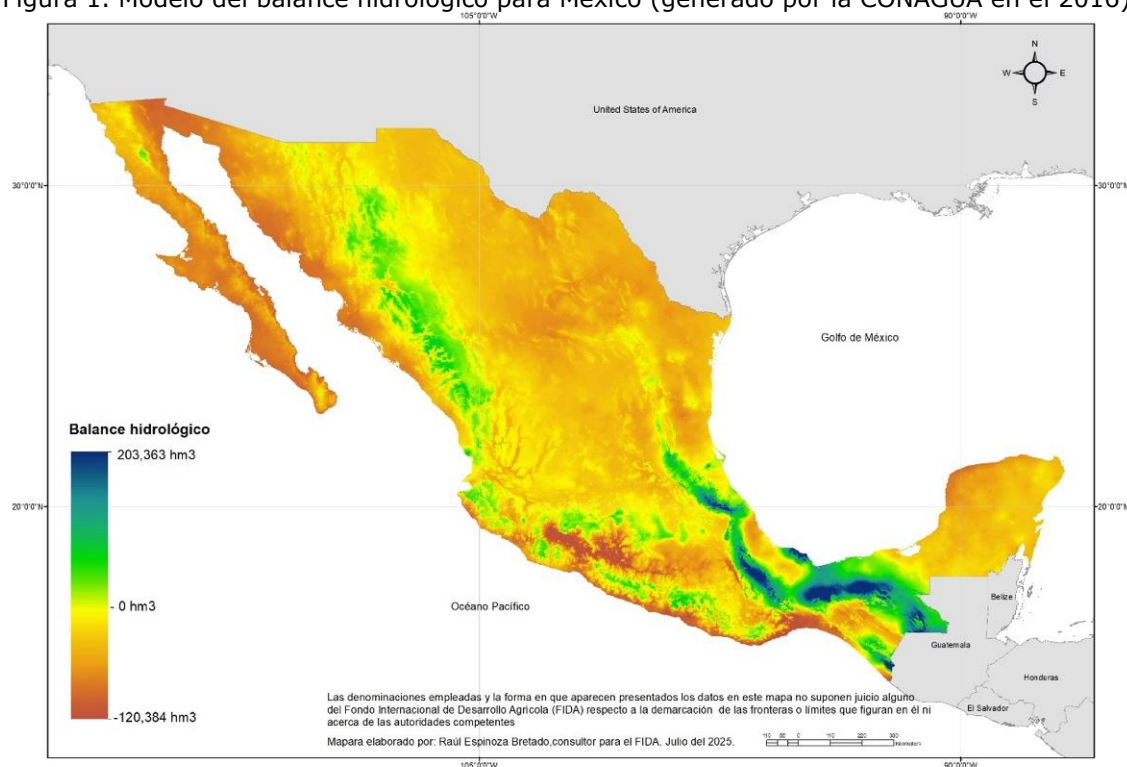 Figura 1. Modelo del balance hidrológico para México (generado por la CONAGUA en el 2016)
105°0'0"W
90°0'0"W
N
W
E
S
United States of America
30°0'0"N
30°0'0"N
Golfo de México
Balance hidrológico
203,363 hm3
20°0'0"N
20°0'0"N
- 0 hm3
Océano Pacífico
Belize
Guatemala
Honduras
El Salvador
-120,384 hm3
Las denominaciones empleadas y la forma en que aparecen presentados los datos en este mapa no suponen juicio alguno
del Fondo Internacional de Desarrollo Agrícola (FIDA) respecto a la demarcación de las fronteras o límites que figuran en él ni
acerca de las autoridades competentes
Mapara elaborado por: Raúl Espinoza Bretado,consultor para el FIDA. Julio del 2025.
0
Kilometers
105°0'0"W
90°0'0"W